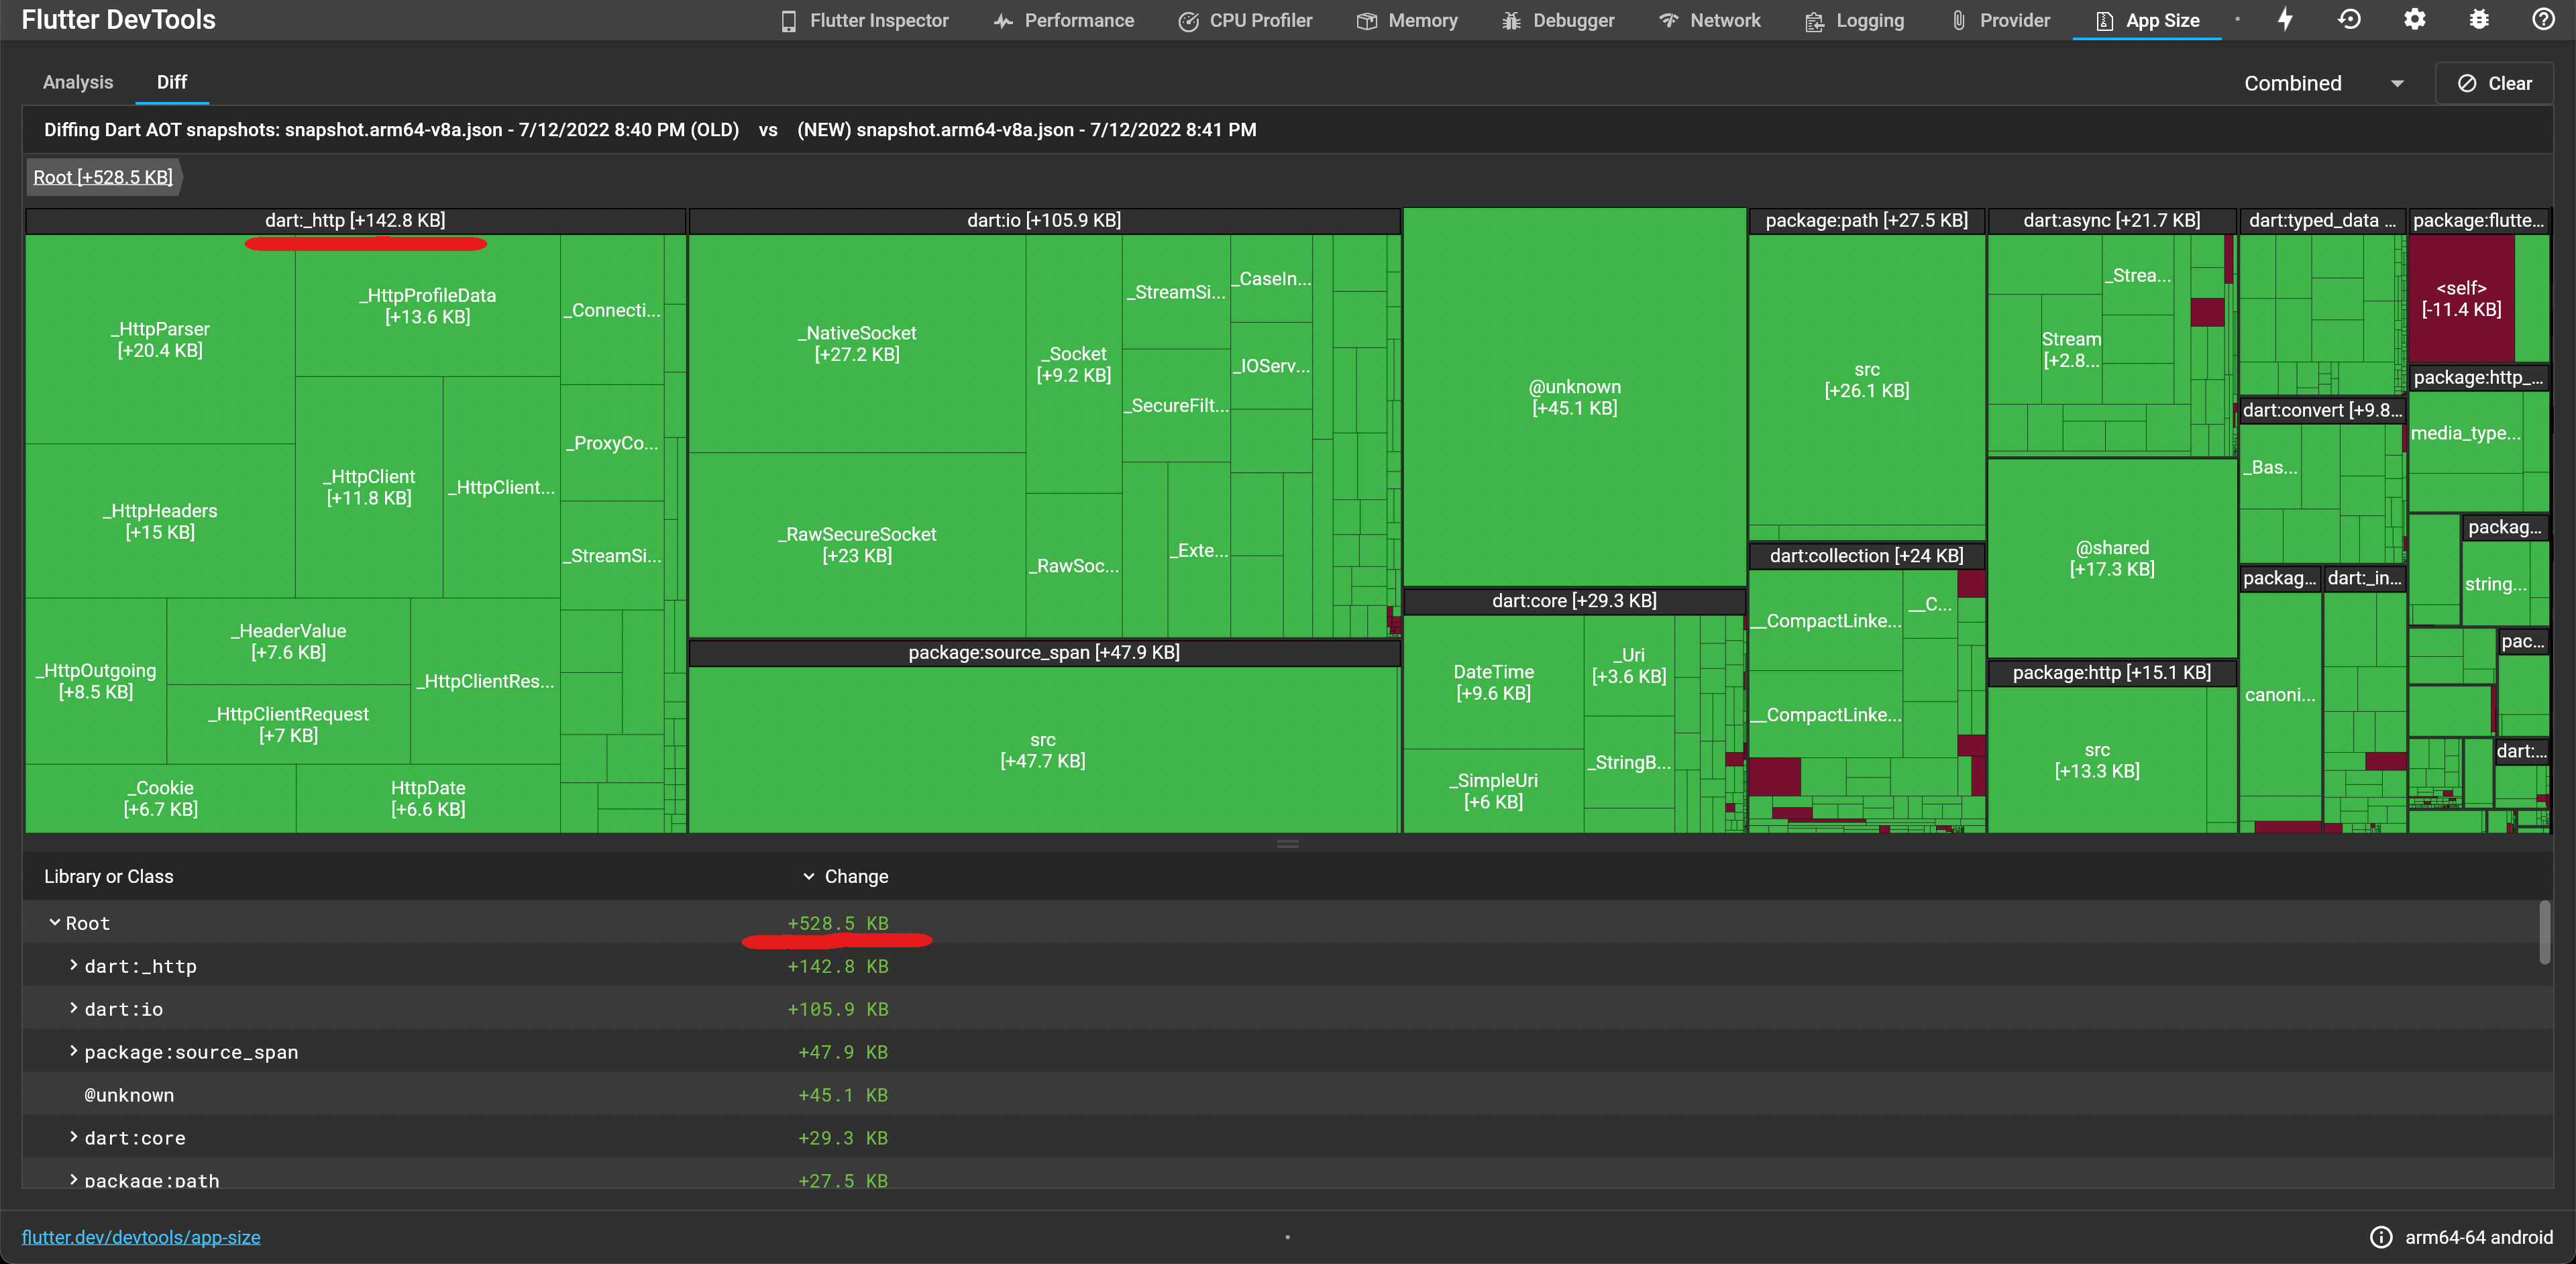 Flutter DevTools
Flutter Inspector
Performance
CPU Profiler
Memory
Debugger
Network
Logging
Provider
App Size
Analysis
Diff
Combined
Clear
Diffing Dart AOT snapshots: snapshot.arm64-v8a.json - 7/12/2022 8:40 PM (OLD) vs (NEW) snapshot.arm64-v8a.json - 7/12/2022 8:41 PM
Root [+528.5 KB]
dart:_http [+142.8 KB]
_HttpParser
[+20.4 KB]
_HttpProfileData
[+13.6 KB]
_Connecti...
_HttpHeaders
[+15 KB]
_HttpClient
[+11.8 KB]
_HttpClient...
_ProxyCo...
_StreamSi...
_HttpOutgoing
[+8.5 KB]
_HeaderValue
[+7.6 KB]
_HttpClientRequest
[+7 KB]
_HttpClientRes...
_Cookie
[+6.7 KB]
HttpDate
[+6.6 KB]
dart:io [+105.9 KB]
_NativeSocket
[+27.2 KB]
_Socket
[+9.2 KB]
_StreamSi...
_CaseIn...
_SecureFilt...
_IOServ...
_RawSecureSocket
[+23 KB]
_RawSoc...
_Exte...
package:source_span [+47.9 KB]
src
[+47.7 KB]
@unknown
[+45.1 KB]
dart:core [+29.3 KB]
DateTime
[+9.6 KB]
_Uri
[+3.6 KB]
_SimpleUri
[+6 KB]
_StringB...
package:path [+27.5 KB]
src
[+26.1 KB]
dart:collection [+24 KB]
__CompactLinke...
__C...
__CompactLinke...
dart:async [+21.7 KB]
_Strea...
Stream
[+2.8...
@shared
[+17.3 KB]
package:http [+15.1 KB]
src
[+13.3 KB]
dart:typed_data ...
dart:convert [+9.8...
_Bas...
packag...
canoni...
dart:_in...
package:flutte...
<self>
[-11.4 KB]
package:http_...
media_type...
packag...
string...
pac...
dart:...
Library or Class
Change
Root +528.5 KB
dart:_http +142.8 KB
dart:io +105.9 KB
package:source_span +47.9 KB
@unknown +45.1 KB
dart:core +29.3 KB
package:path +27.5 KB
flutter.dev/devtools/app-size
arm64-64 android